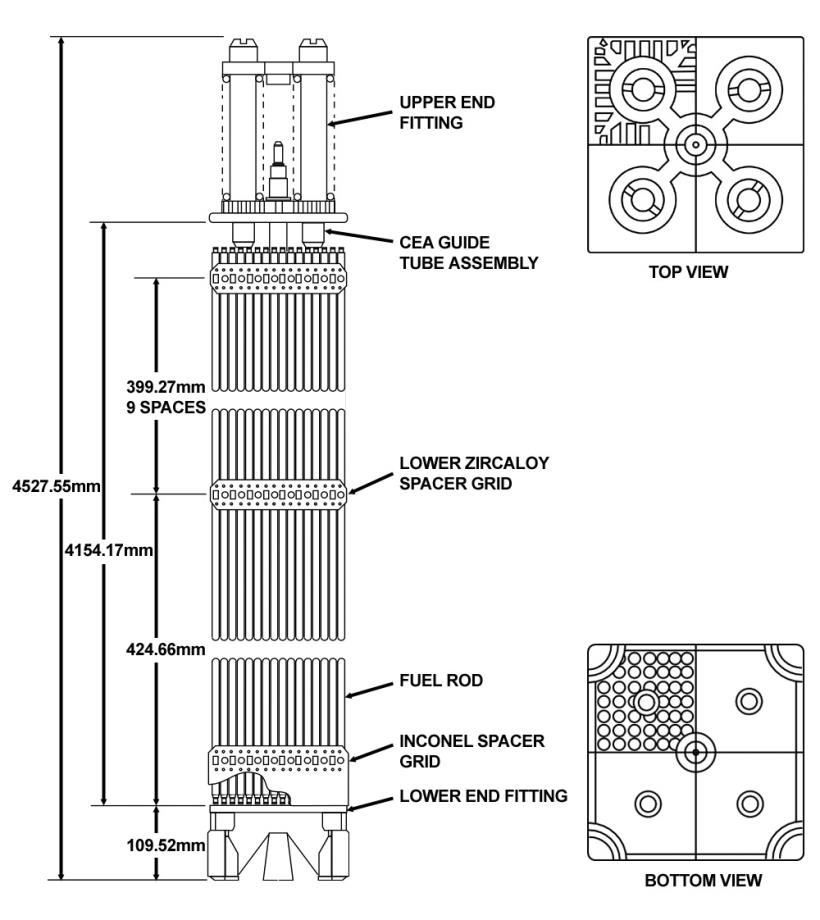 UPPER END
FITTING
TOP VIEW
CEA GUIDE
TUBE ASSEMBLY
399.27mm
9 SPACES
LOWER ZIRCALOY
SPACER GRID
4527.55mm
4154.17mm
424.66mm
FUEL ROD
INCONEL SPACER
GRID
LOWER END FITTING
109.52mm
BOTTOM VIEW